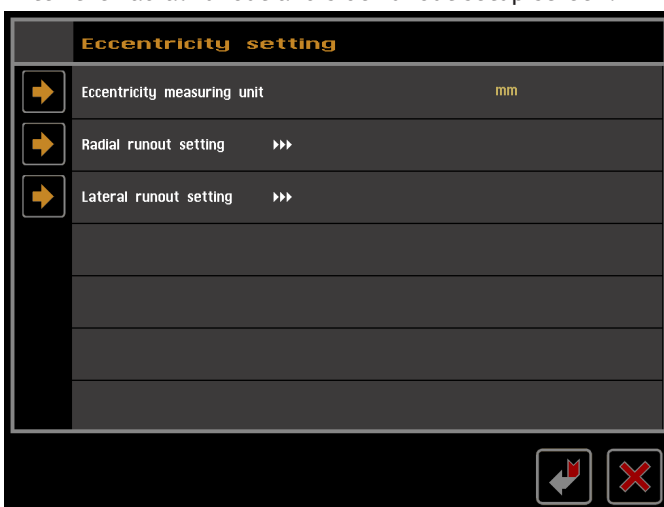 Eccentricity setting
Eccentricity measuring unit mm
Radial runout setting
Lateral runout setting